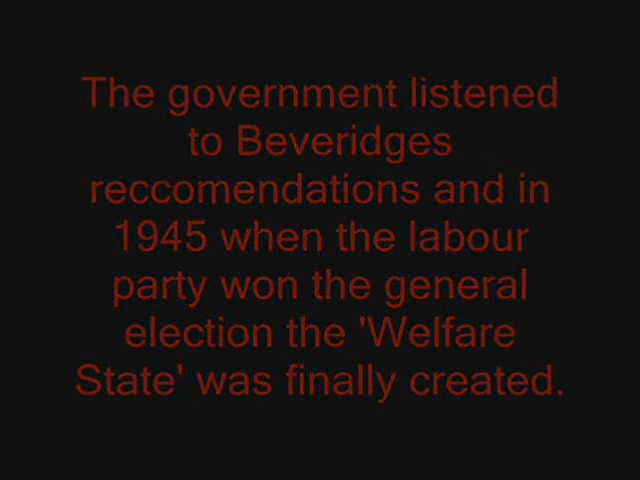 The government listened
to Beveridges
reccomendations and in
1945 when the labour
party won the general
election the 'Welfare
State' was finally created.